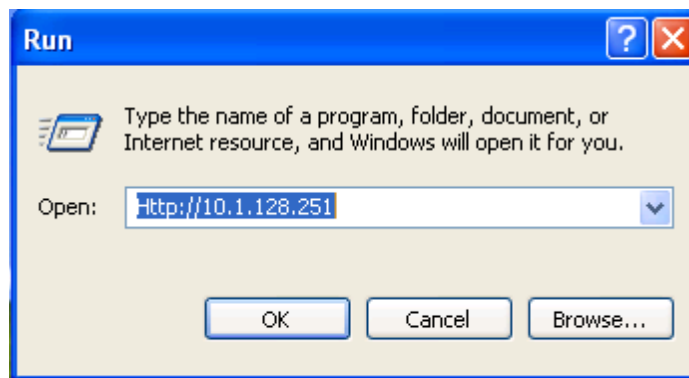 Run
Type the name of a program, folder, document, or
Internet resource, and Windows will open it for you.
Open:
Http://10.1.128.251
OK
Cancel
Browse...